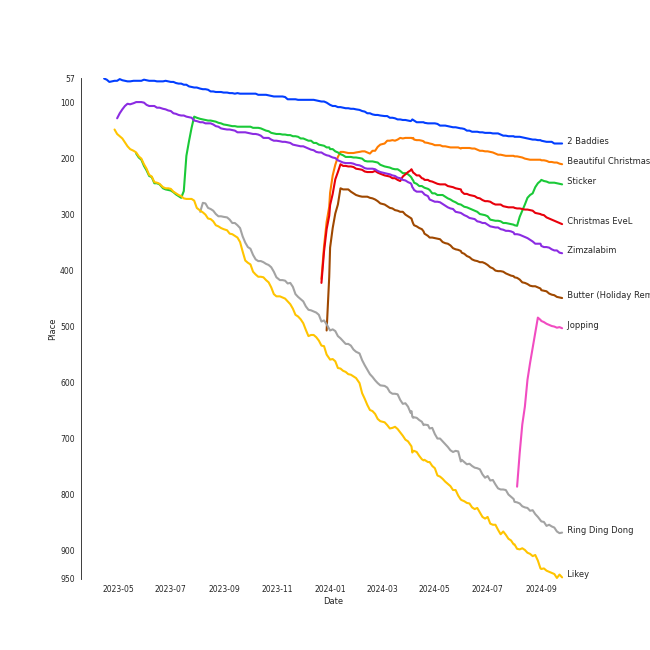 57
100
200
300
400
500
600
700
800
900
950
Place
2023-05
2023-07
2023-09
2023-11
2024-01
2024-03
2024-05
2024-07
2024-09
Date
2 Baddies
Beautiful Christmas
Sticker
Christmas EveL
Zimzalabim
Butter (Holiday Rem
Jopping
Ring Ding Dong
Likey